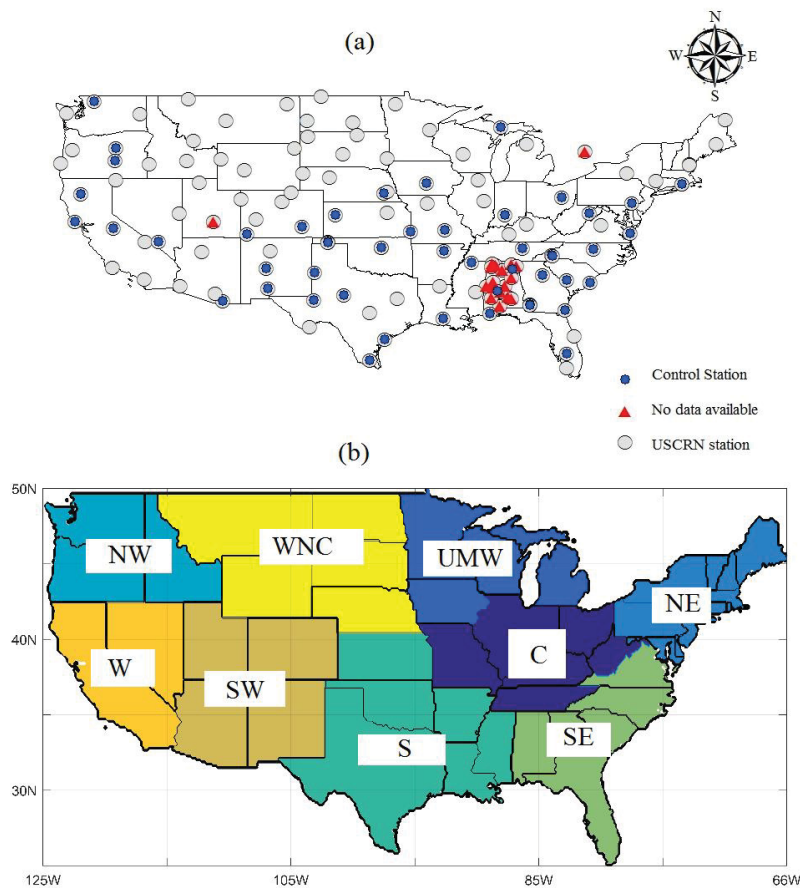 (a)
N
W
E
S
Control Station
No data available
USCRN station
(b)
50N
40N
30N
NW
WNC
UMW
NE
W
SW
C
S
SE
125W
105W
85W
66W